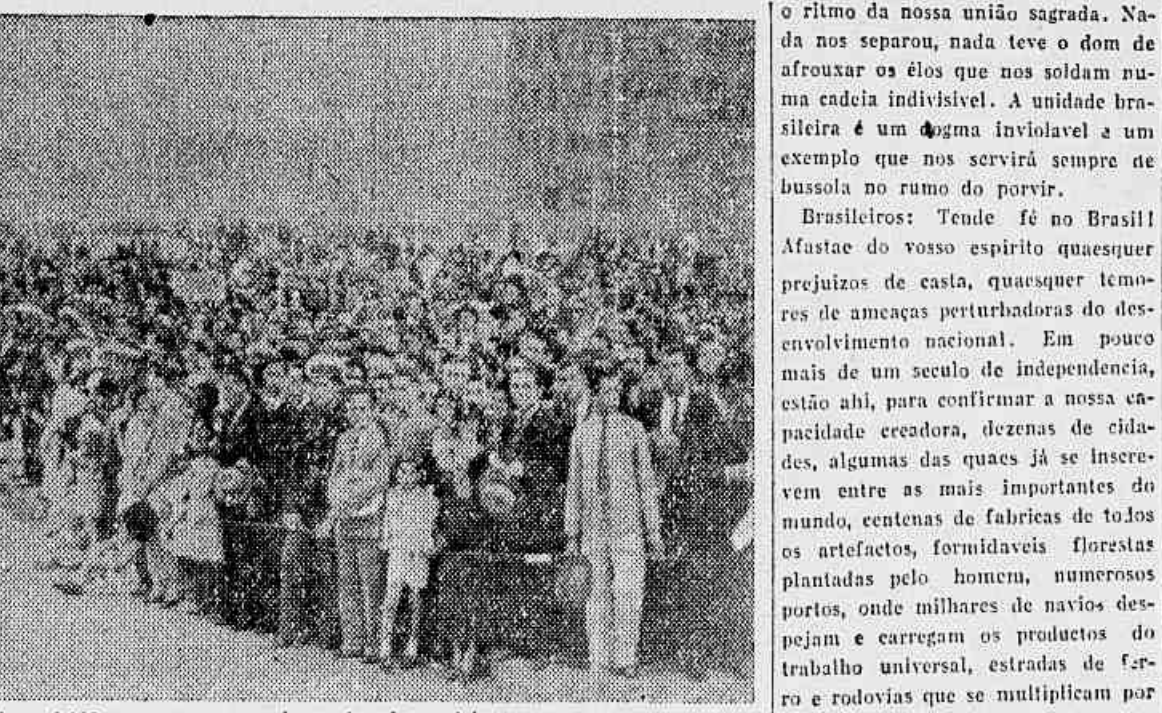 o ritmo da nossa união sagrada. Na-
da nos separou, nada teve o dom de
afrouxar os élos que nos soldam nu-
ma cadeia indivisivel. A unidade bra-
sileira é um dogma inviolavel e um
exemplo que nos servirá sempre de
bussola no rumo do porvir.
Brasileiros: Tende fé no Brasil!
Afastae do vosso espirito quaesquer
prejuizos de casta, quaesquer temo-
res de ameaças perturbadoras do des-
envolvimento nacional. Em pouco
mais de um seculo de independencia,
estão ahi, para confirmar a nossa ca-
pacidade creadora, dezenas de cida-
des, algumas das quaes já se inscre-
vem entre as mais importantes do
mundo, centenas de fabricas de todos
os artefactos, formidaveis florestas
plantadas pelo homem, numerosos
portos, onde milhares de navios des-
pejam e carregam os productos do
trabalho universal, estradas de fer-
ro e rodovias que se multiplicam por